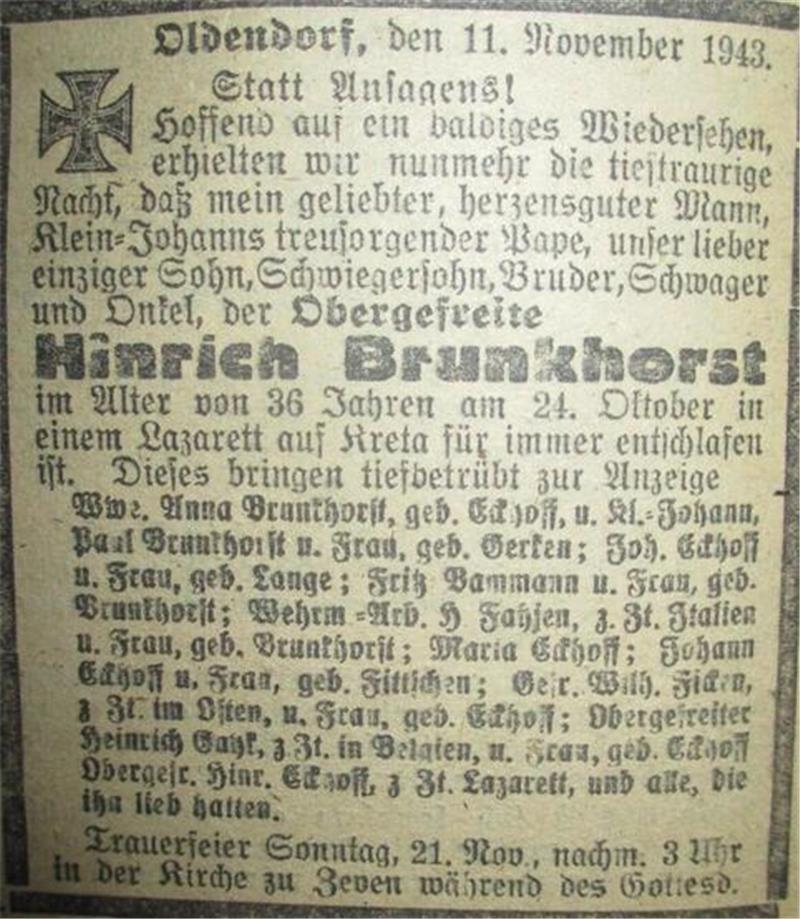 Oldendorf, den 11. November 1943.
Statt Ansagens!
Hoffend auf ein baldiges Wiedersehen,
erhielten wir nunmehr die tieftraurige
Nachr, daß mein geliebter, herzensguter Mann,
Klein-Johanns treusorgender Pape, unser lieber
einziger Sohn, Schwiegersohn, Bruder, Schwager
und Onkel, der Obergefreite
Hinrich Brunkhorst
im Alter von 36 Jahren am 24. Oktober in
einem Lazarett auf Kreta für immer entschlafen
ist. Dieses bringen tiefbetrübt zur Anzeige
Wwe. Anna Brunkhorst, geb. Eckhoff, u. Kl.-Johann,
Paul Brunkhorst u. Frau, geb. Gerken; Joh. Eckhoff
u. Frau, geb. Lange; Fritz Bammann u. Frau, geb.
Brunkhorst; Wehrm.-Arb. H Fahjen, z. Zt. Italien
u. Frau, geb. Brunkhorst; Maria Eckhoff; Johann
Eckhoff u. Frau, geb. Fittschen; Gefr. Wilh. Ficken,
z Zt. im Osten, u. Frau, geb. Eckhoff; Obergefreiter
Heinrich z Zt. in Belgien, u. Frau, geb. Eckhoff
Obergefr. Hinr. Eckhoff, z Zt. Lazarett, und alle, die
ihn lieb hatten.
Trauerfeier Sonntag, 21. Nov., nachm. 3 Uhr
in der Kirche zu Zeven während des Gottesd.